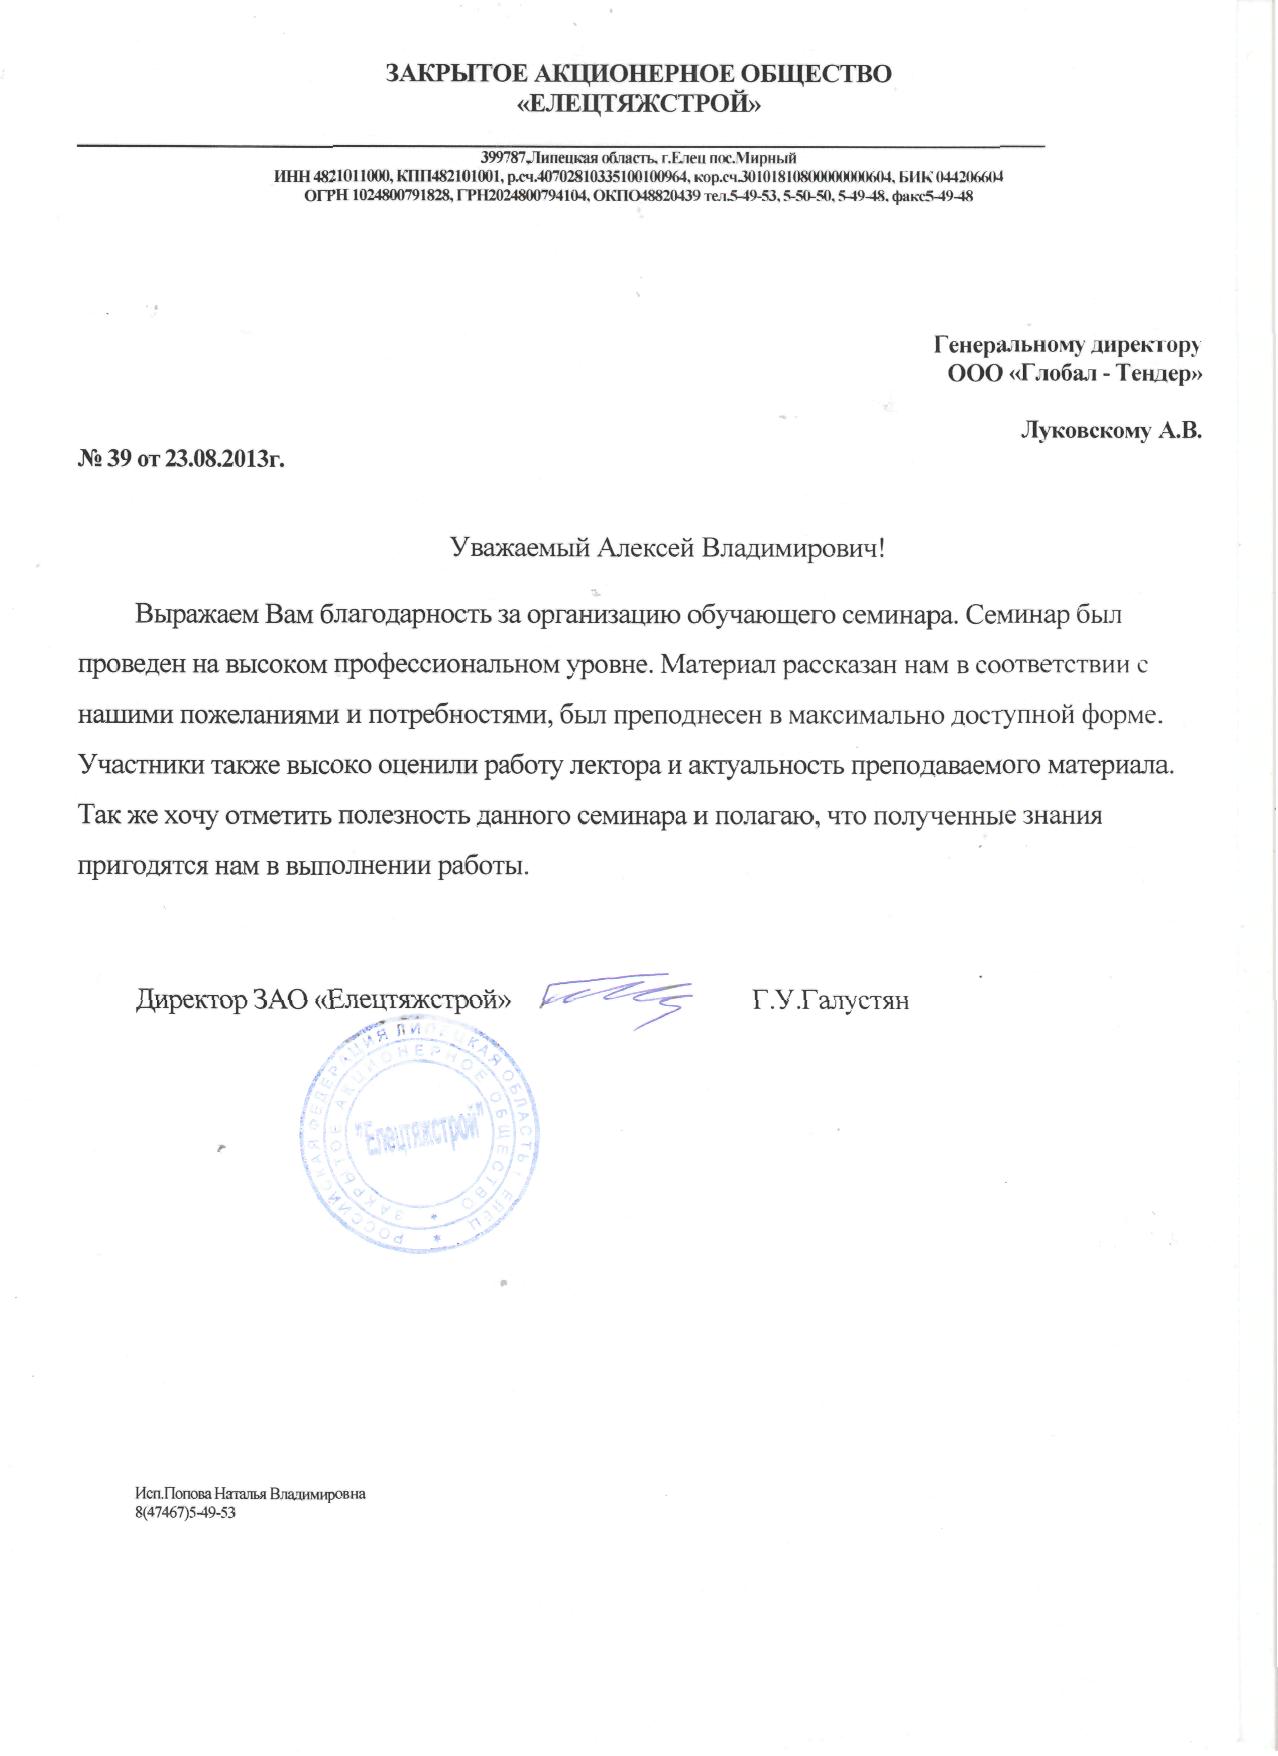 ЗАКРЫТОЕ АКЦИОНЕРНОЕ ОБЩЕСТВО
«ЕЛЕЦТЯЖСТРОЙ»
399787,Липецкая область, г.Елец пос.Мирный
ИНН 4821011000, КПП482101001, р.сч.40702810335100100964, кор.сч.30101810800000000604, БИК 044206604
ОГРН 1024800791828, ГРН2024800794104, ОКПО48820439 тел.5-49-53, 5-50-50, 5-49-48, факс5-49-48
Генеральному директору
ООО «Глобал - Тендер»
Луковскому А.В.
№ 39 от 23.08.2013г.
Уважаемый Алексей Владимирович!
Выражаем Вам благодарность за организацию обучающего семинара. Семинар был
проведен на высоком профессиональном уровне. Материал рассказан нам в соответствии с
нашими пожеланиями и потребностями, был преподнесен в максимально доступной форме.
Участники также высоко оценили работу лектора и актуальность преподаваемого материала.
Так же хочу отметить полезность данного семинара и полагаю, что полученные знания
пригодятся нам в выполнении работы.
Директор ЗАО «Елецтяжстрой» Г.У.Галустян
РОССИЙСКАЯ ФЕДЕРАЦИЯ ЛИПЕЦКАЯ ОБЛАСТЬ г ЕЛЕЦ *
ЗАКРЫТОЕ АКЦИОНЕРНОЕ ОБЩЕСТВО *
"Елецтяжстрой"
Исп.Попова Наталья Владимировна
8(47467)5-49-53